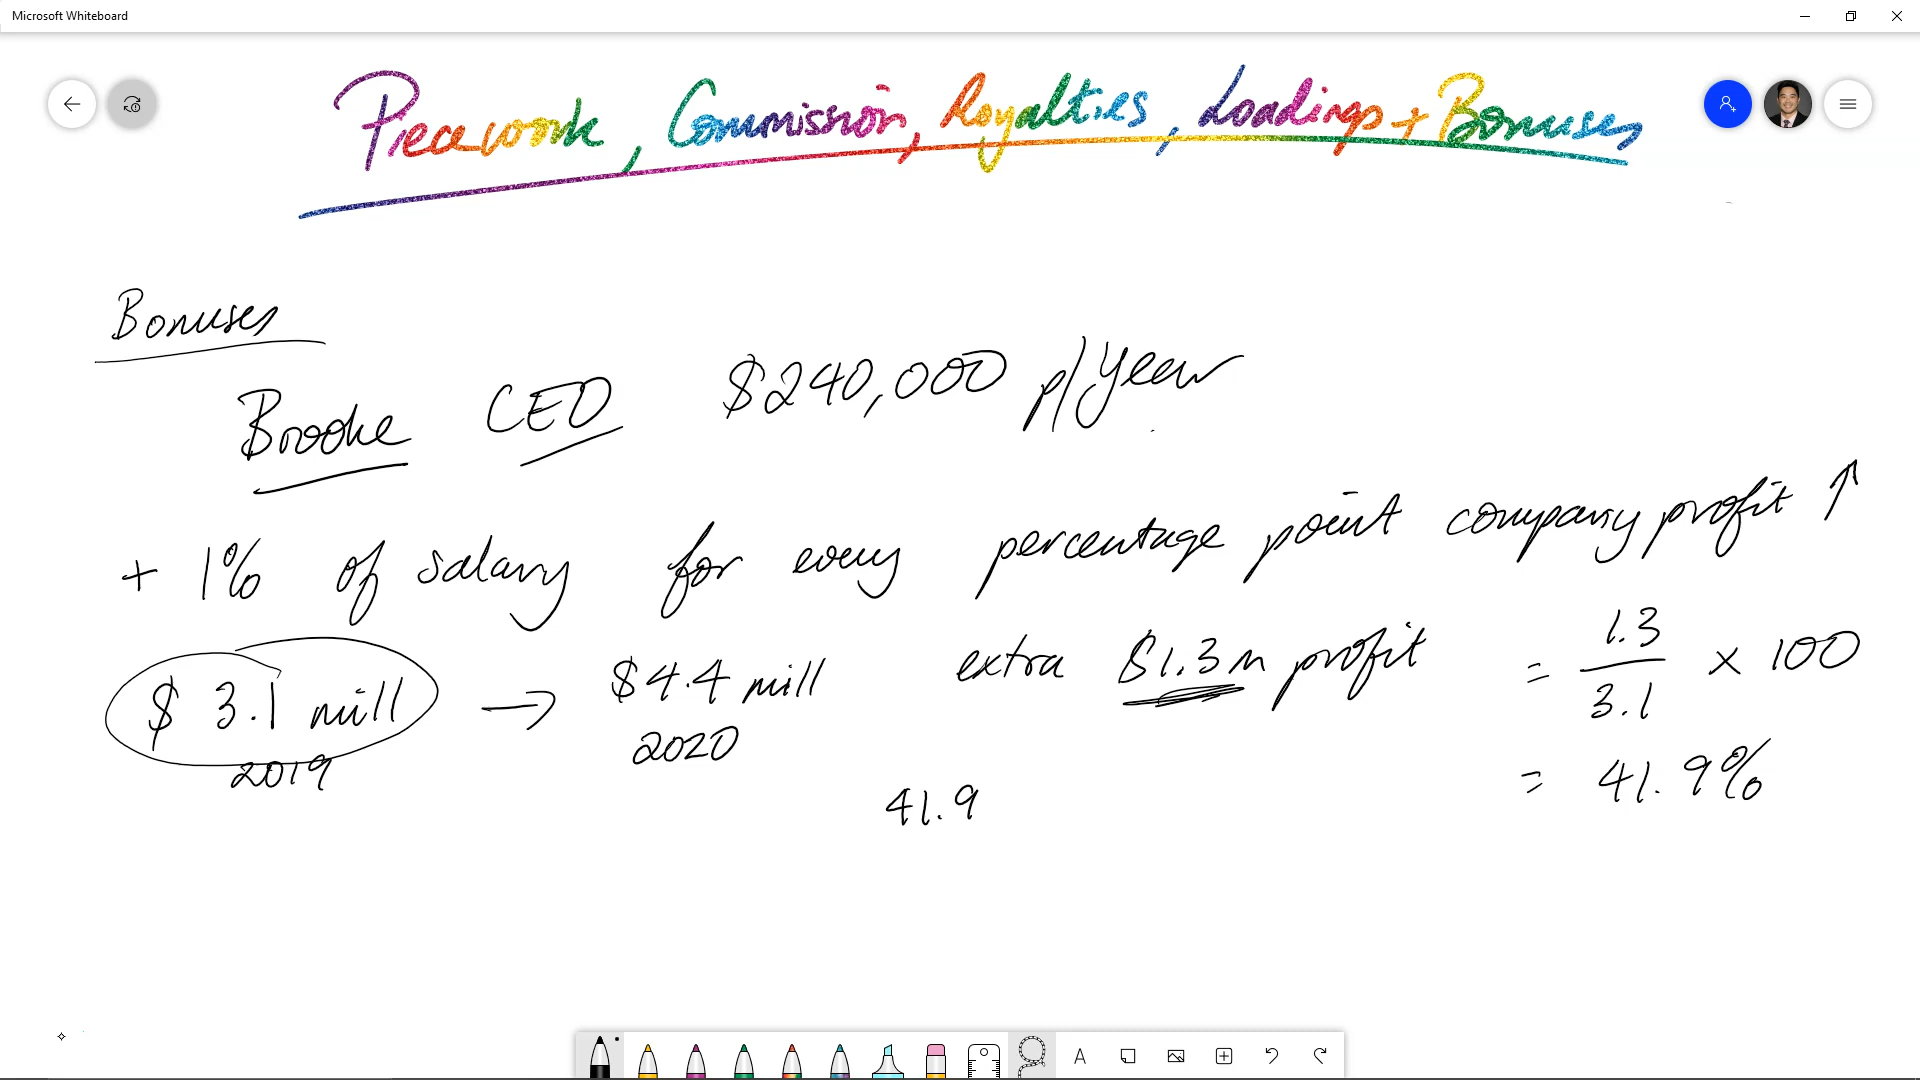 Microsoft Whiteboard
Piecework, Commission, Royalties, Loadings + Bonuses
Bonuses
Brooke CEO $240,000 p/year
+ 1% of salary for every percentage point company profit ↑
$ 3.1 mill → $4.4 mill extra $1.3m profit = 1.3/3.1 × 100
2019 2020
41.9 = 41.9%
A